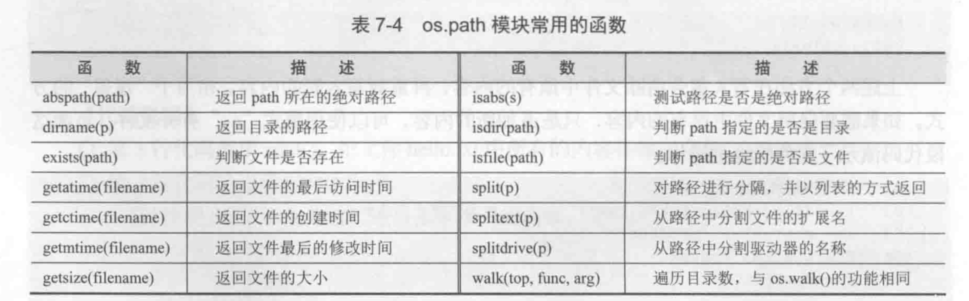 表 7-4 os.path 模块常用的函数
函 数 描 述 函 数 描 述
abspath(path) 返回 path 所在的绝对路径 isabs(s) 测试路径是否是绝对路径
dirname(p) 返回目录的路径 isdir(path) 判断 path 指定的是否是目录
exists(path) 判断文件是否存在 isfile(path) 判断 path 指定的是否是文件
getatime(filename) 返回文件的最后访问时间 split(p) 对路径进行分隔，并以列表的方式返回
getctime(filename) 返回文件的创建时间 splitext(p) 从路径中分割文件的扩展名
getmtime(filename) 返回文件最后的修改时间 splitdrive(p) 从路径中分割驱动器的名称
getsize(filename) 返回文件的大小 walk(top, func, arg) 遍历目录数，与 os.walk()的功能相同